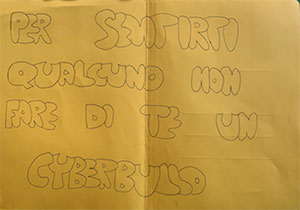 PER SENTIRTI
QUALCUNO NON
FARE DI TE UN
CYBERBULLO